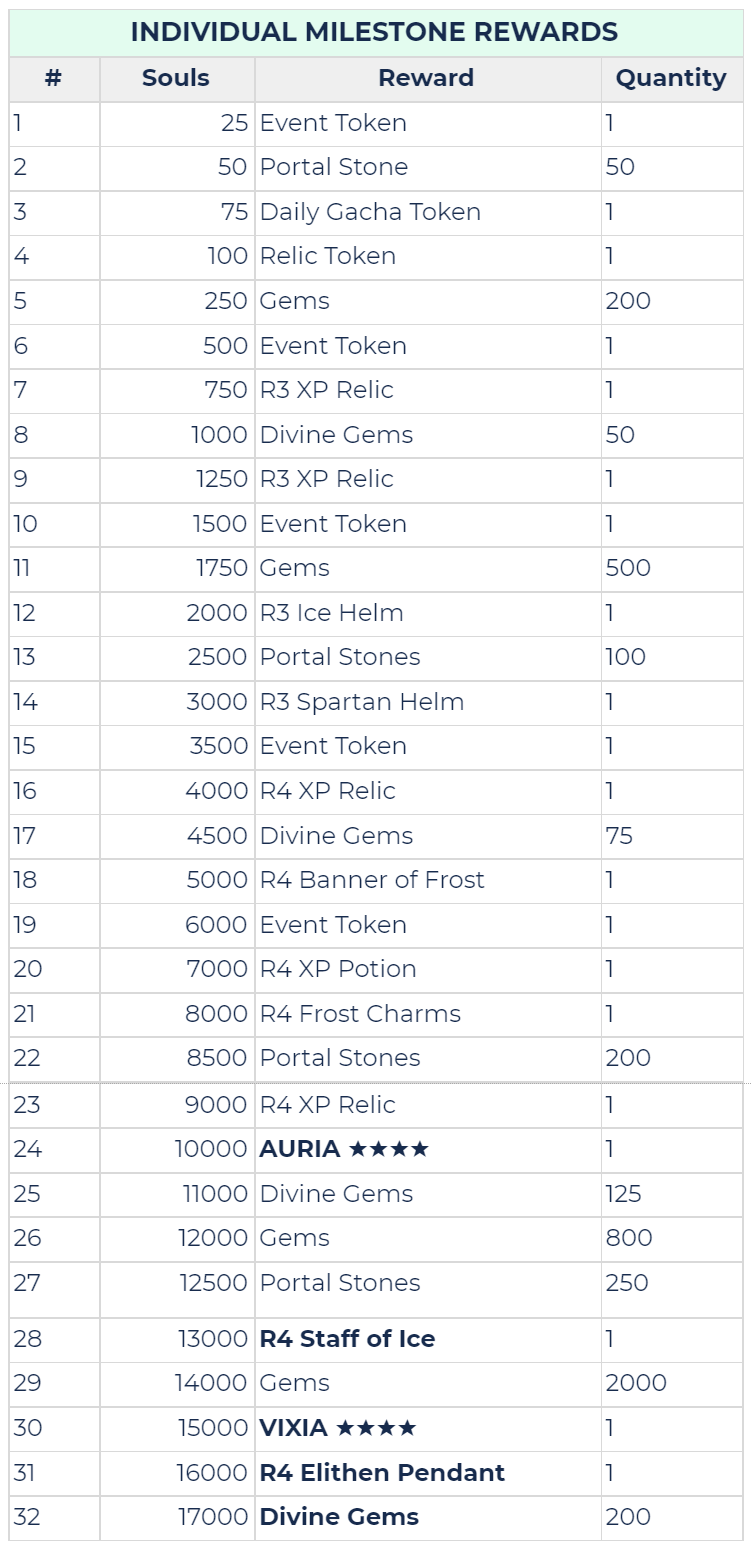 INDIVIDUAL MILESTONE REWARDS
# Souls Reward Quantity
1 25 Event Token 1
2 50 Portal Stone 50
3 75 Daily Gacha Token 1
4 100 Relic Token 1
5 250 Gems 200
6 500 Event Token 1
7 750 R3 XP Relic 1
8 1000 Divine Gems 50
9 1250 R3 XP Relic 1
10 1500 Event Token 1
11 1750 Gems 500
12 2000 R3 Ice Helm 1
13 2500 Portal Stones 100
14 3000 R3 Spartan Helm 1
15 3500 Event Token 1
16 4000 R4 XP Relic 1
17 4500 Divine Gems 75
18 5000 R4 Banner of Frost 1
19 6000 Event Token 1
20 7000 R4 XP Potion 1
21 8000 R4 Frost Charms 1
22 8500 Portal Stones 200
23 9000 R4 XP Relic 1
24 10000 AURIA ★★★★ 1
25 11000 Divine Gems 125
26 12000 Gems 800
27 12500 Portal Stones 250
28 13000 R4 Staff of Ice 1
29 14000 Gems 2000
30 15000 VIXIA ★★★★ 1
31 16000 R4 Elithen Pendant 1
32 17000 Divine Gems 200